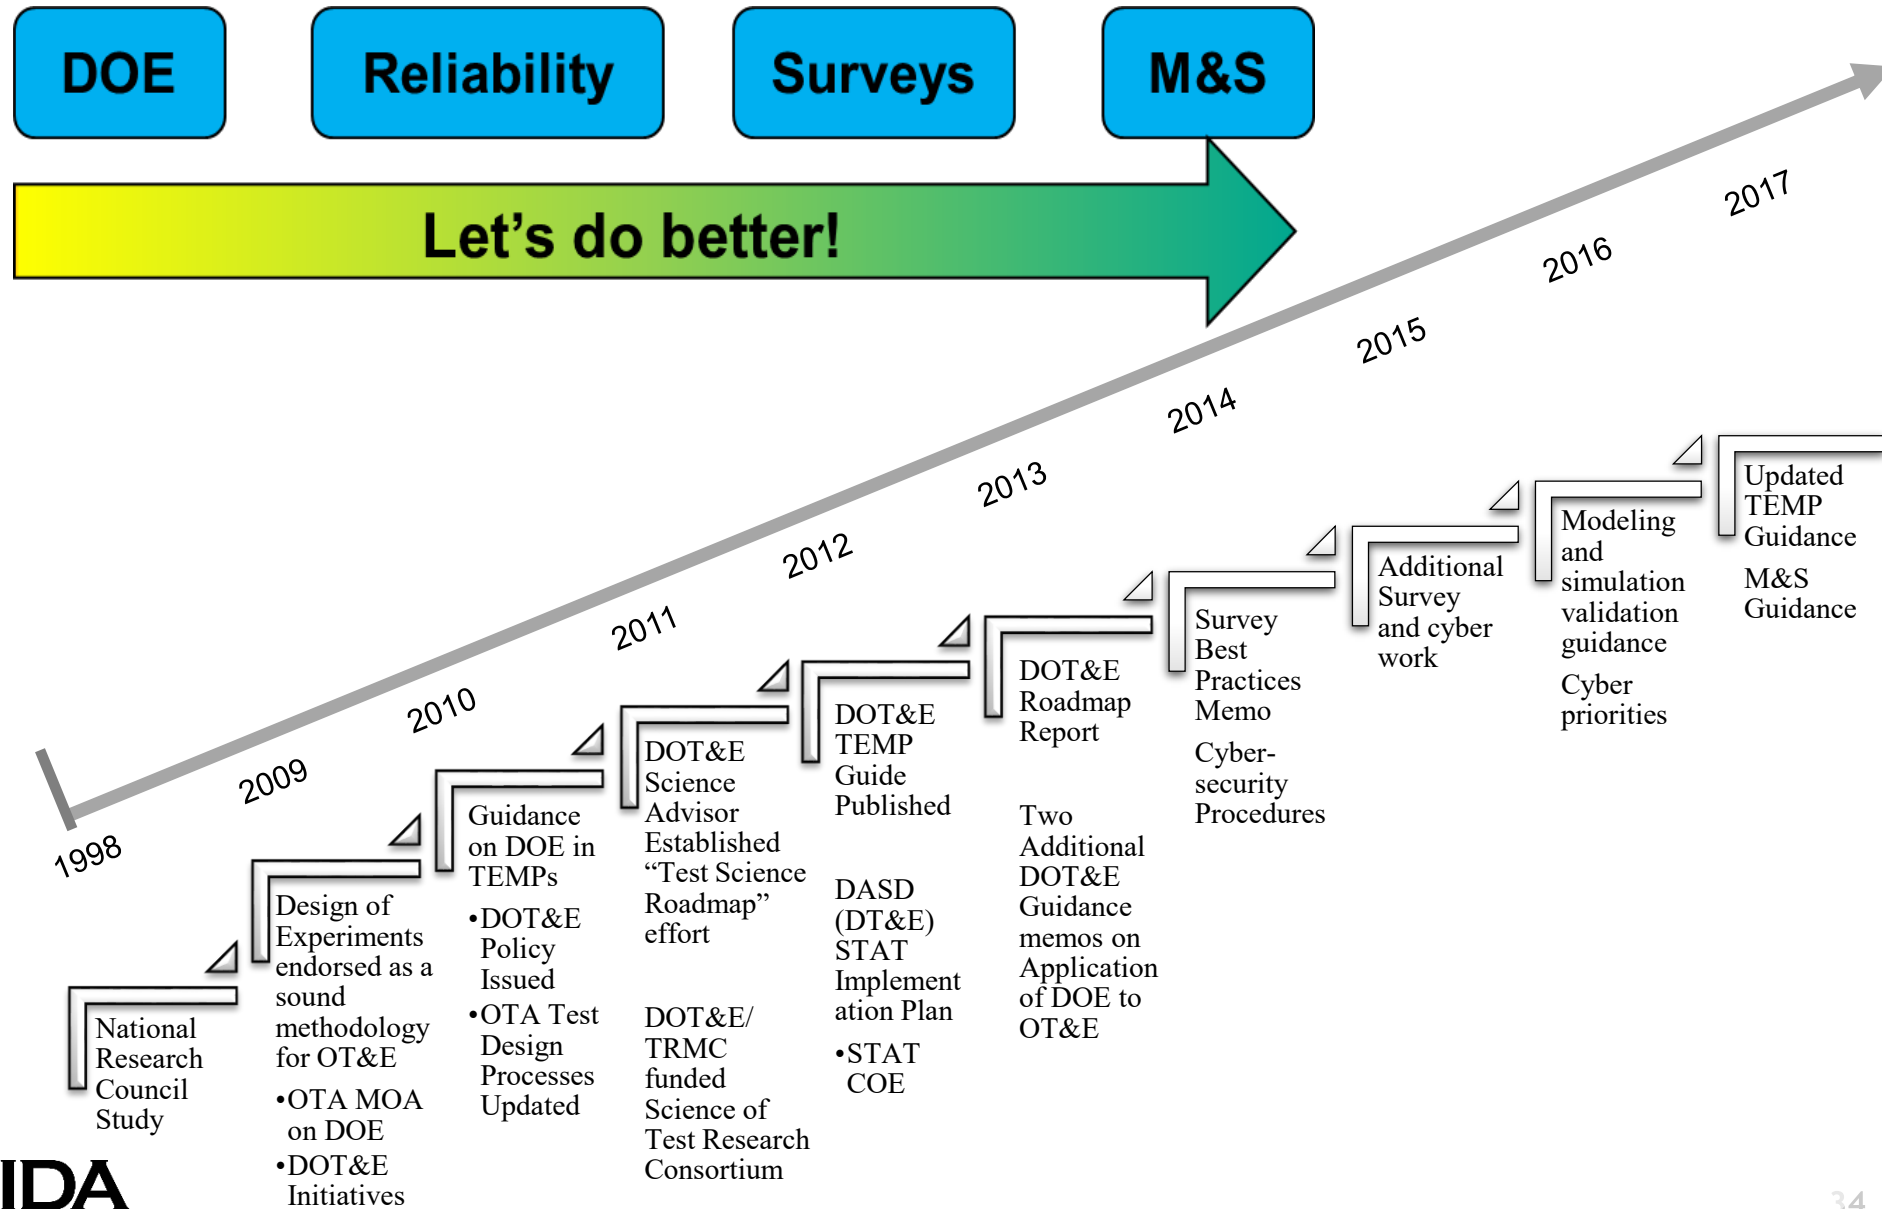 DOE
Reliability
Surveys
M&S
Let's do better!
1998
2009
2010
2011
2012
2013
2014
2015
2016
2017
National
Research
Council
Study
Design of
Experiments
endorsed as a
sound
methodology
for OT&E
•OTA MOA
on DOE
•DOT&E
Initiatives
Guidance
on DOE in
TEMPs
•DOT&E
Policy
Issued
•OTA Test
Design
Processes
Updated
DOT&E
Science
Advisor
Established
“Test Science
Roadmap”
effort
DOT&E/
TRMC
funded
Science of
Test Research
Consortium
DOT&E
TEMP
Guide
Published
DASD
(DT&E)
STAT
Implement
ation Plan
•STAT
COE
DOT&E
Roadmap
Report
Two
Additional
DOT&E
Guidance
memos on
Application
of DOE to
OT&E
Survey
Best
Practices
Memo
Cyber-
security
Procedures
Additional
Survey
and cyber
work
Modeling
and
simulation
validation
guidance
Cyber
priorities
Updated
TEMP
Guidance
M&S
Guidance
IDA
34